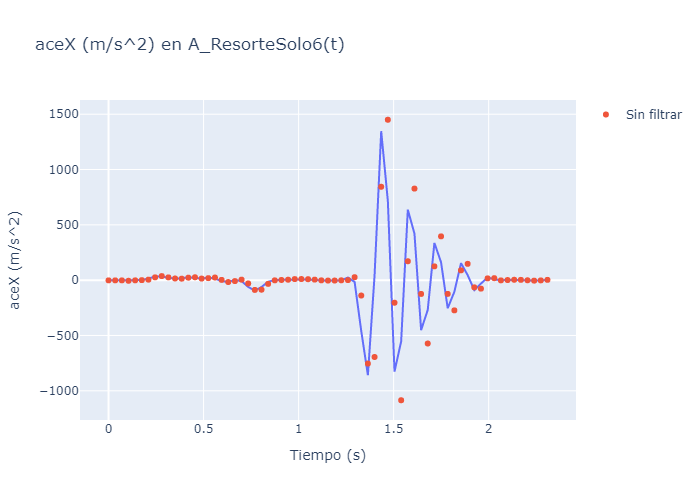 aceX (m/s^2) en A_ResorteSolo6(t)
Sin filtrar
aceX (m/s^2)
1500
1000
500
0
−500
−1000
0
0.5
1
1.5
2
Tiempo (s)